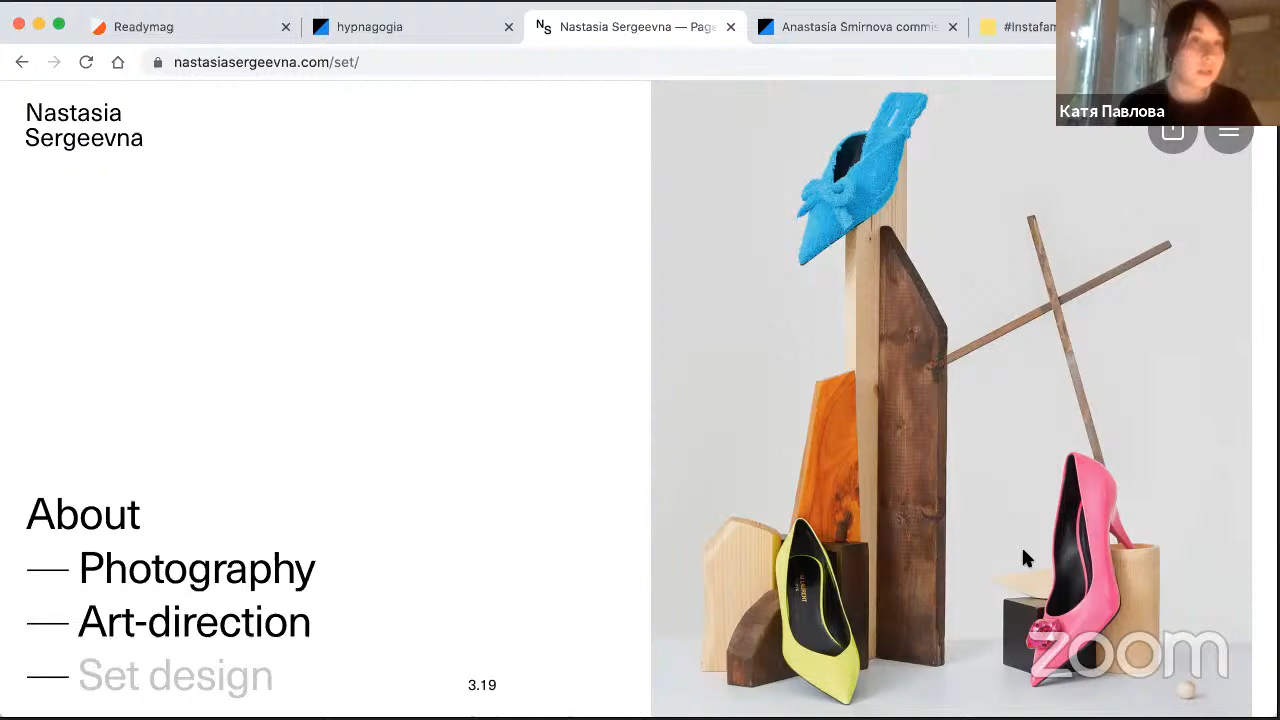 Readymag
hypnagogia
Nastasia Sergeevna — Page
Anastasia Smirnova commis
#Instafam
nastasiasergeevna.com/set/
Катя Павлова
Nastasia
Sergeevna
About
— Photography
— Art-direction
— Set design
3.19
zoom